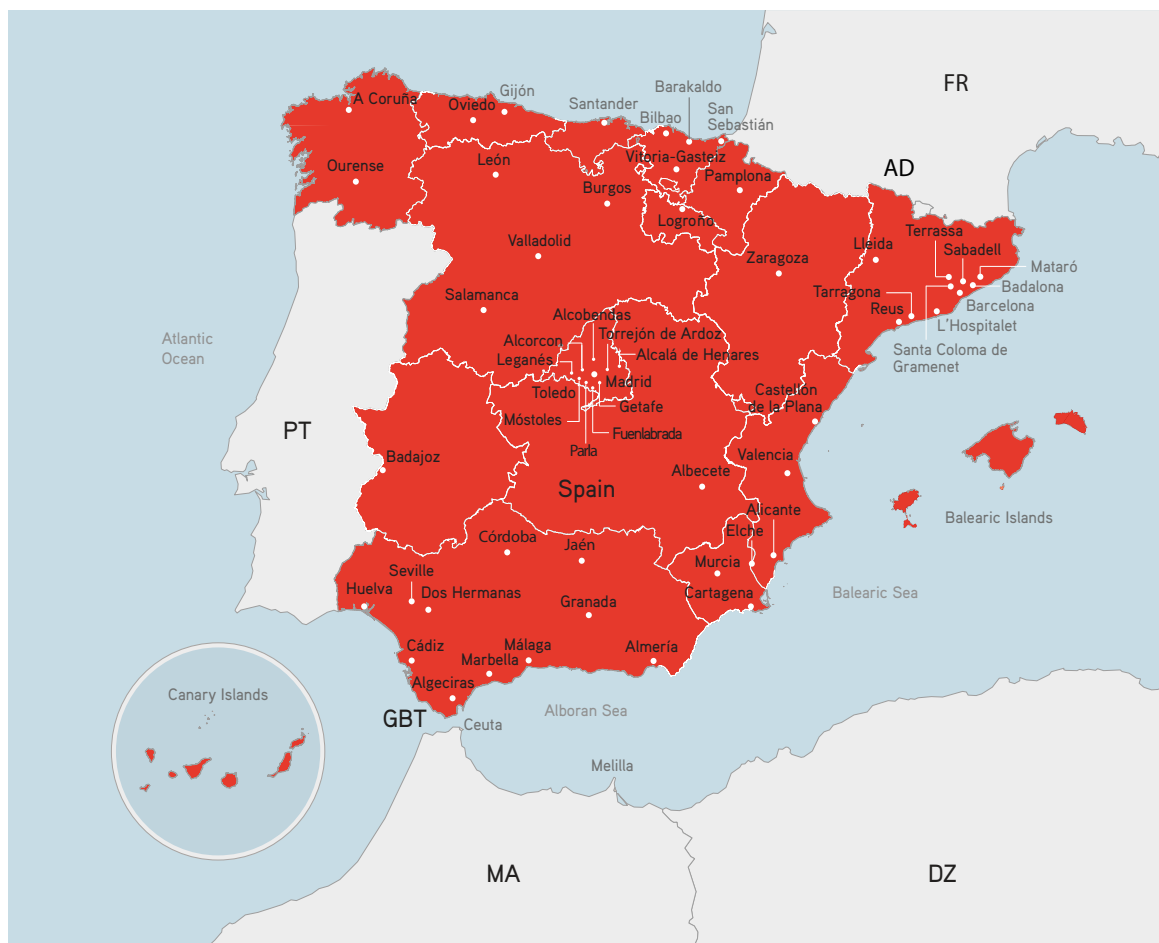 FR
Barakaldo
Gijón
A Coruña
Oviedo
Santander
Bilbao
San
Sebastián
León
Vitoria-Gasteiz
AD
Ourense
Pamplona
Burgos
Logroño
Terrassa
Valladolid
Lleida
Sabadell
Zaragoza
Mataró
Salamanca
Tarragona
Badalona
Reus
Barcelona
Alcobendas
L'Hospitalet
Atlantic
Ocean
Alcorcon
Torrejón de Ardoz
Santa Coloma de
Gramenet
Leganés
Alcalá de Henares
Toledo
Madrid
Castellón
de la Plana
Móstoles
Getafe
PT
Fuenlabrada
Parla
Badajoz
Valencia
Albecete
Spain
Alicante
Balearic Islands
Elche
Córdoba
Jaén
Murcia
Seville
Huelva
Dos Hermanas
Cartagena
Balearic Sea
Granada
Cádiz
Málaga
Almería
Marbella
Algeciras
Canary Islands
GBT
Ceuta
Alboran Sea
Melilla
MA
DZ